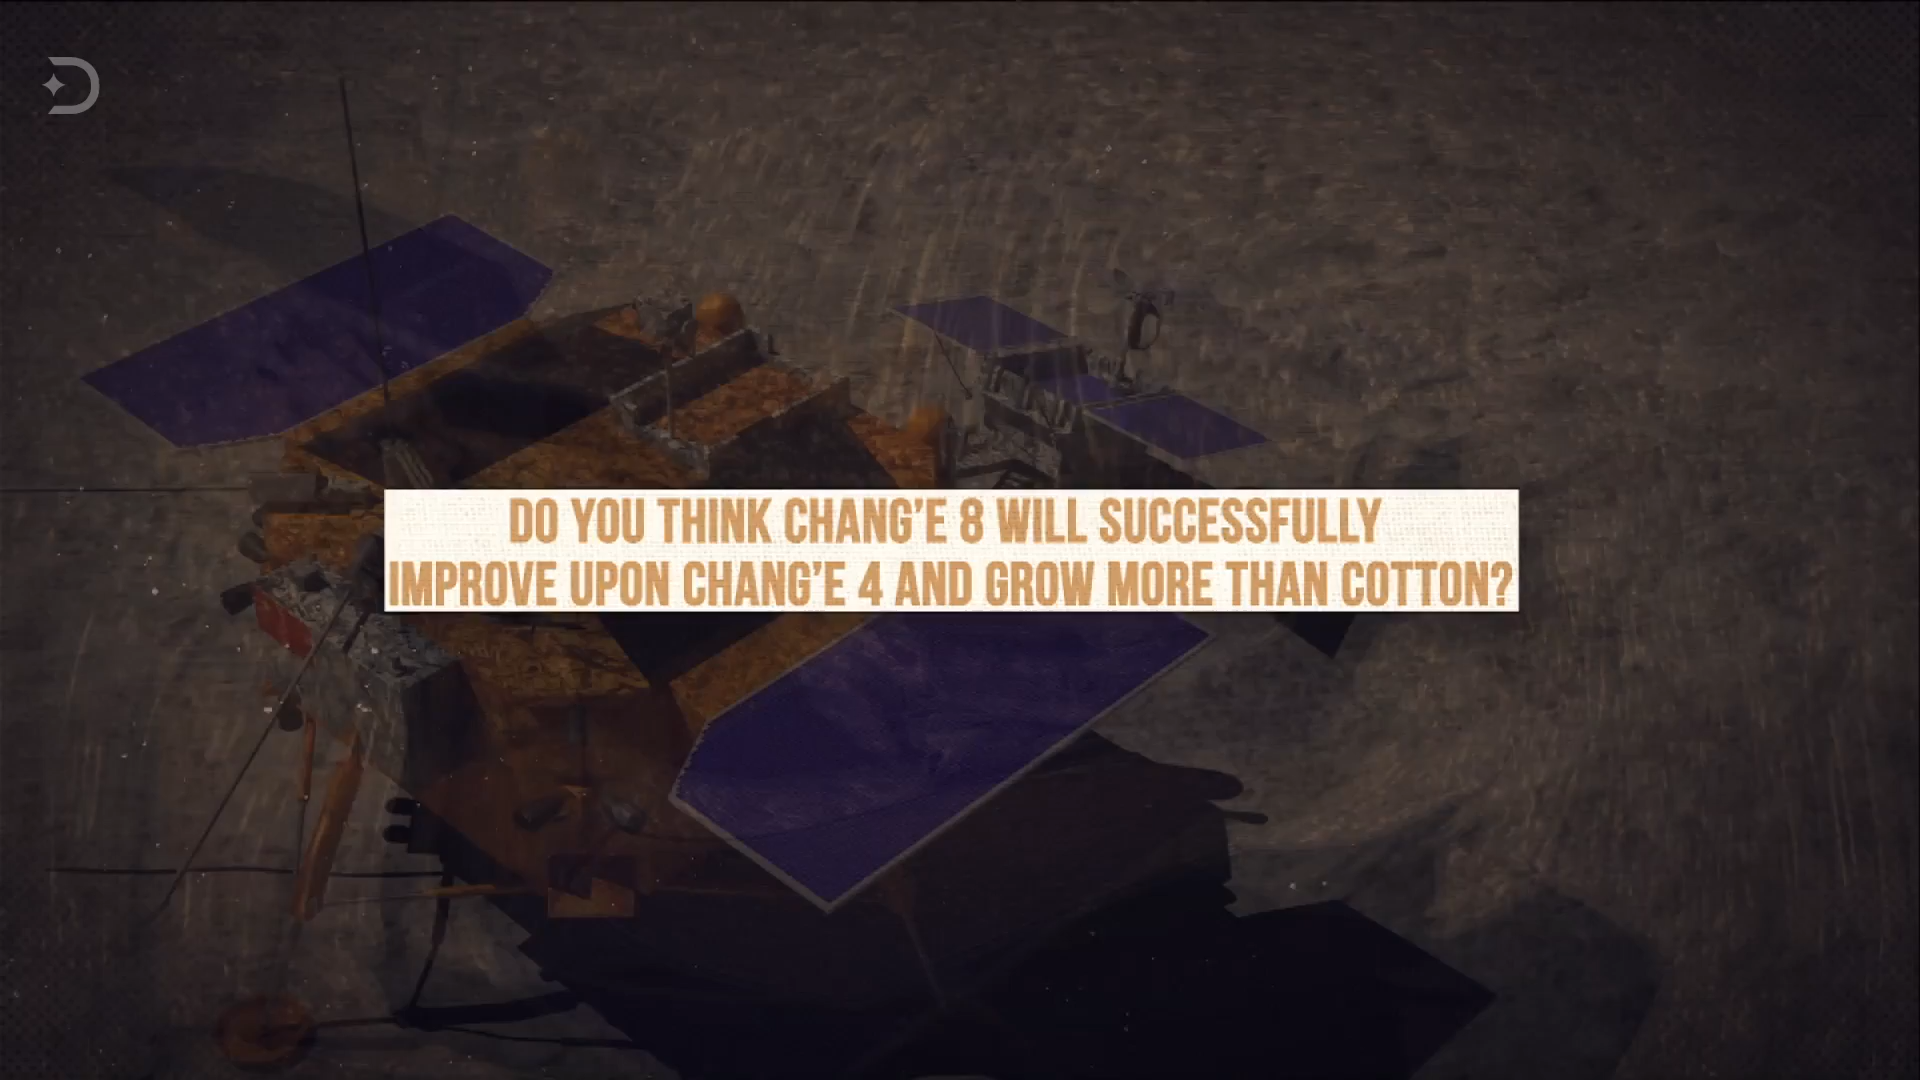 DO YOU THINK CHANG'E 8 WILL SUCCESSFULLY
IMPROVE UPON CHANG'E 4 AND GROW MORE THAN COTTON?